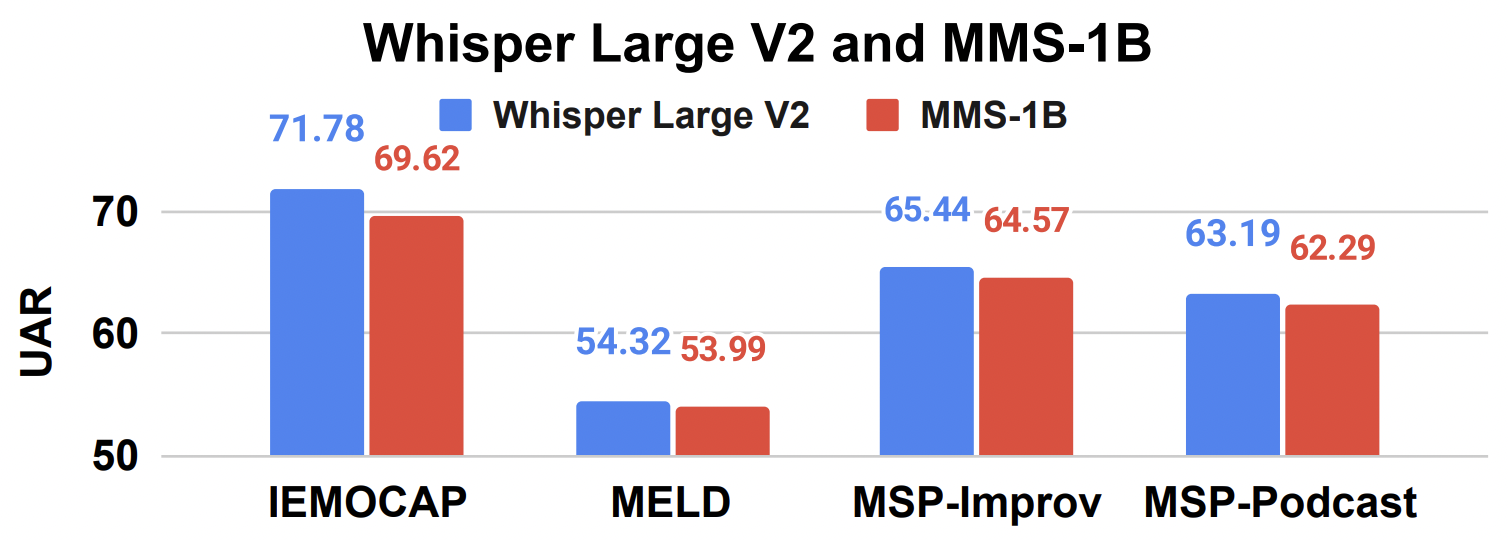 Whisper Large V2 and MMS-1B
Whisper Large V2 MMS-1B
71.78 69.62
65.44 64.57
63.19 62.29
54.32 53.99
UAR
70
60
50
IEMOCAP MELD MSP-Improv MSP-Podcast